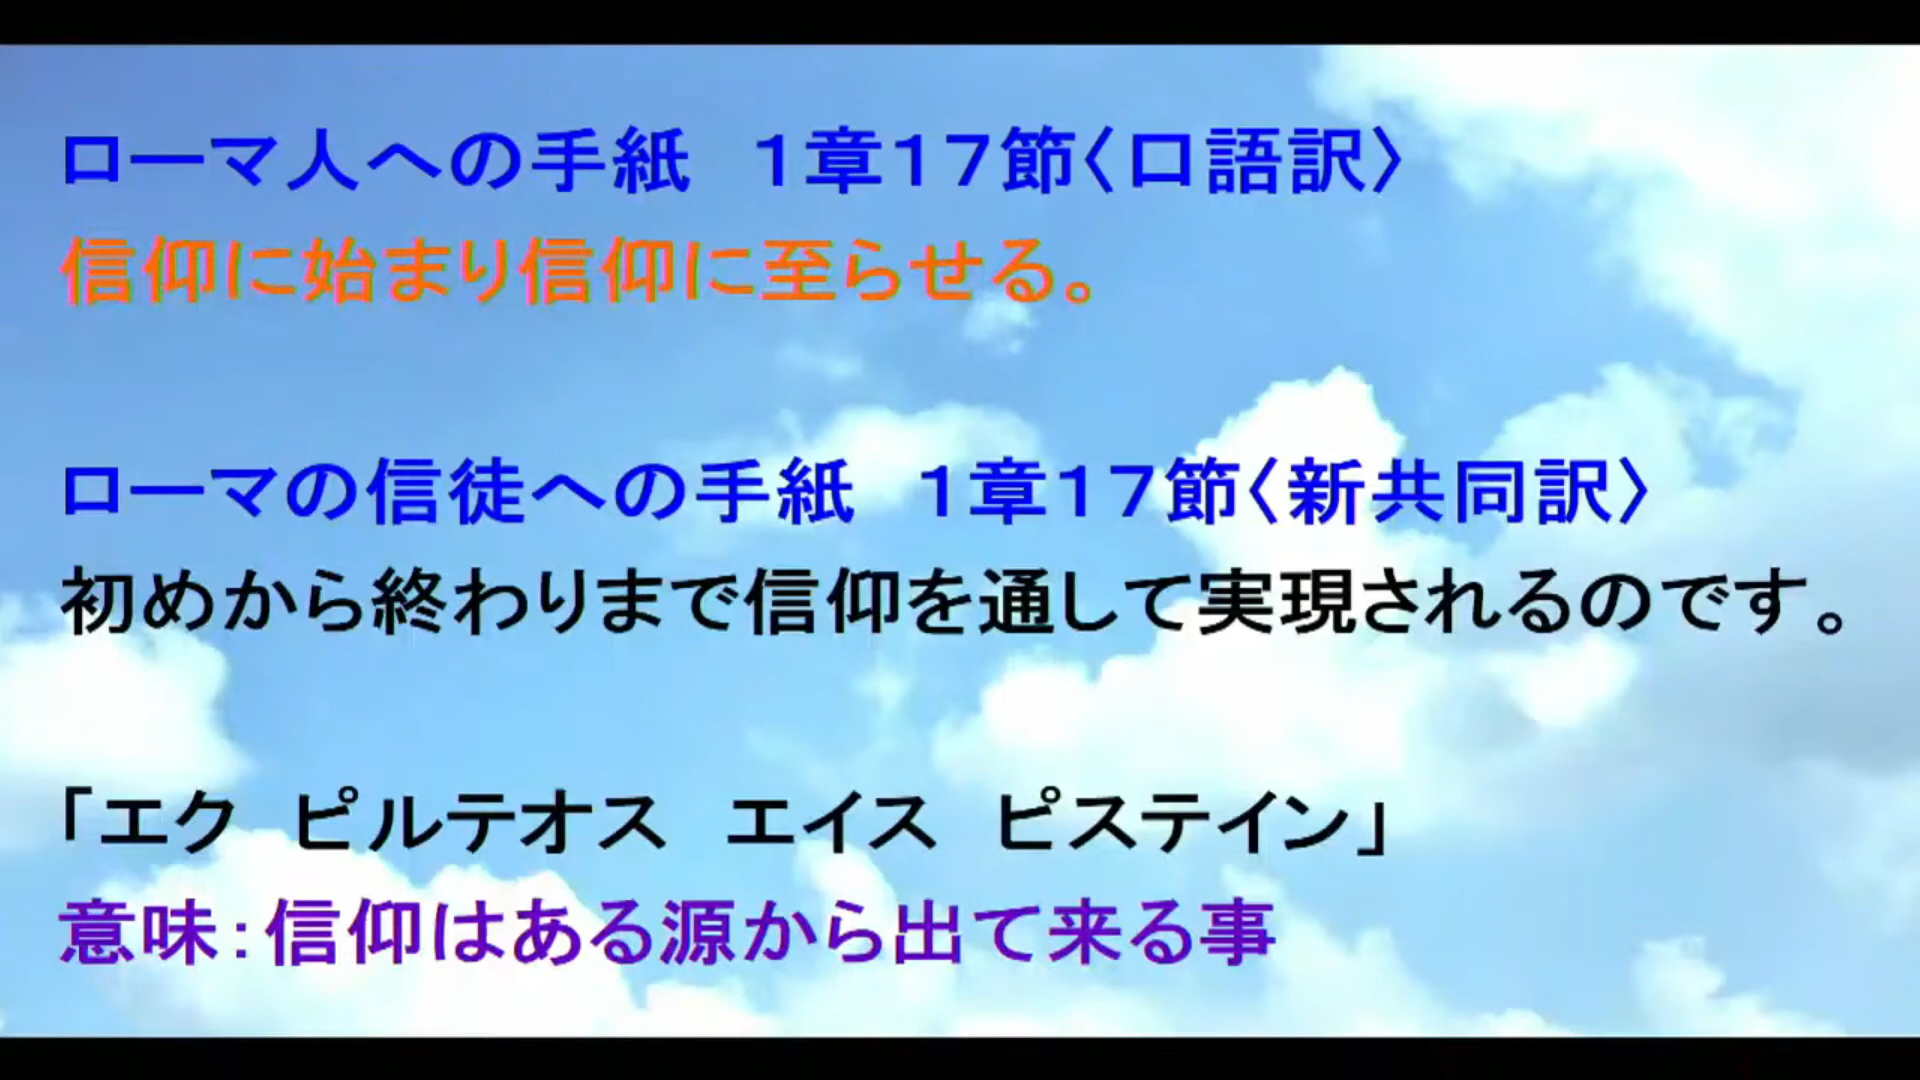 ローマ人への手紙　１章１７節〈口語訳〉
信仰に始まり信仰に至らせる。
ローマの信徒への手紙　１章１７節〈新共同訳〉
初めから終わりまで信仰を通して実現されるのです。
「エク　ピルテオス　エイス　ピステイン」
意味：信仰はある源から出て来る事